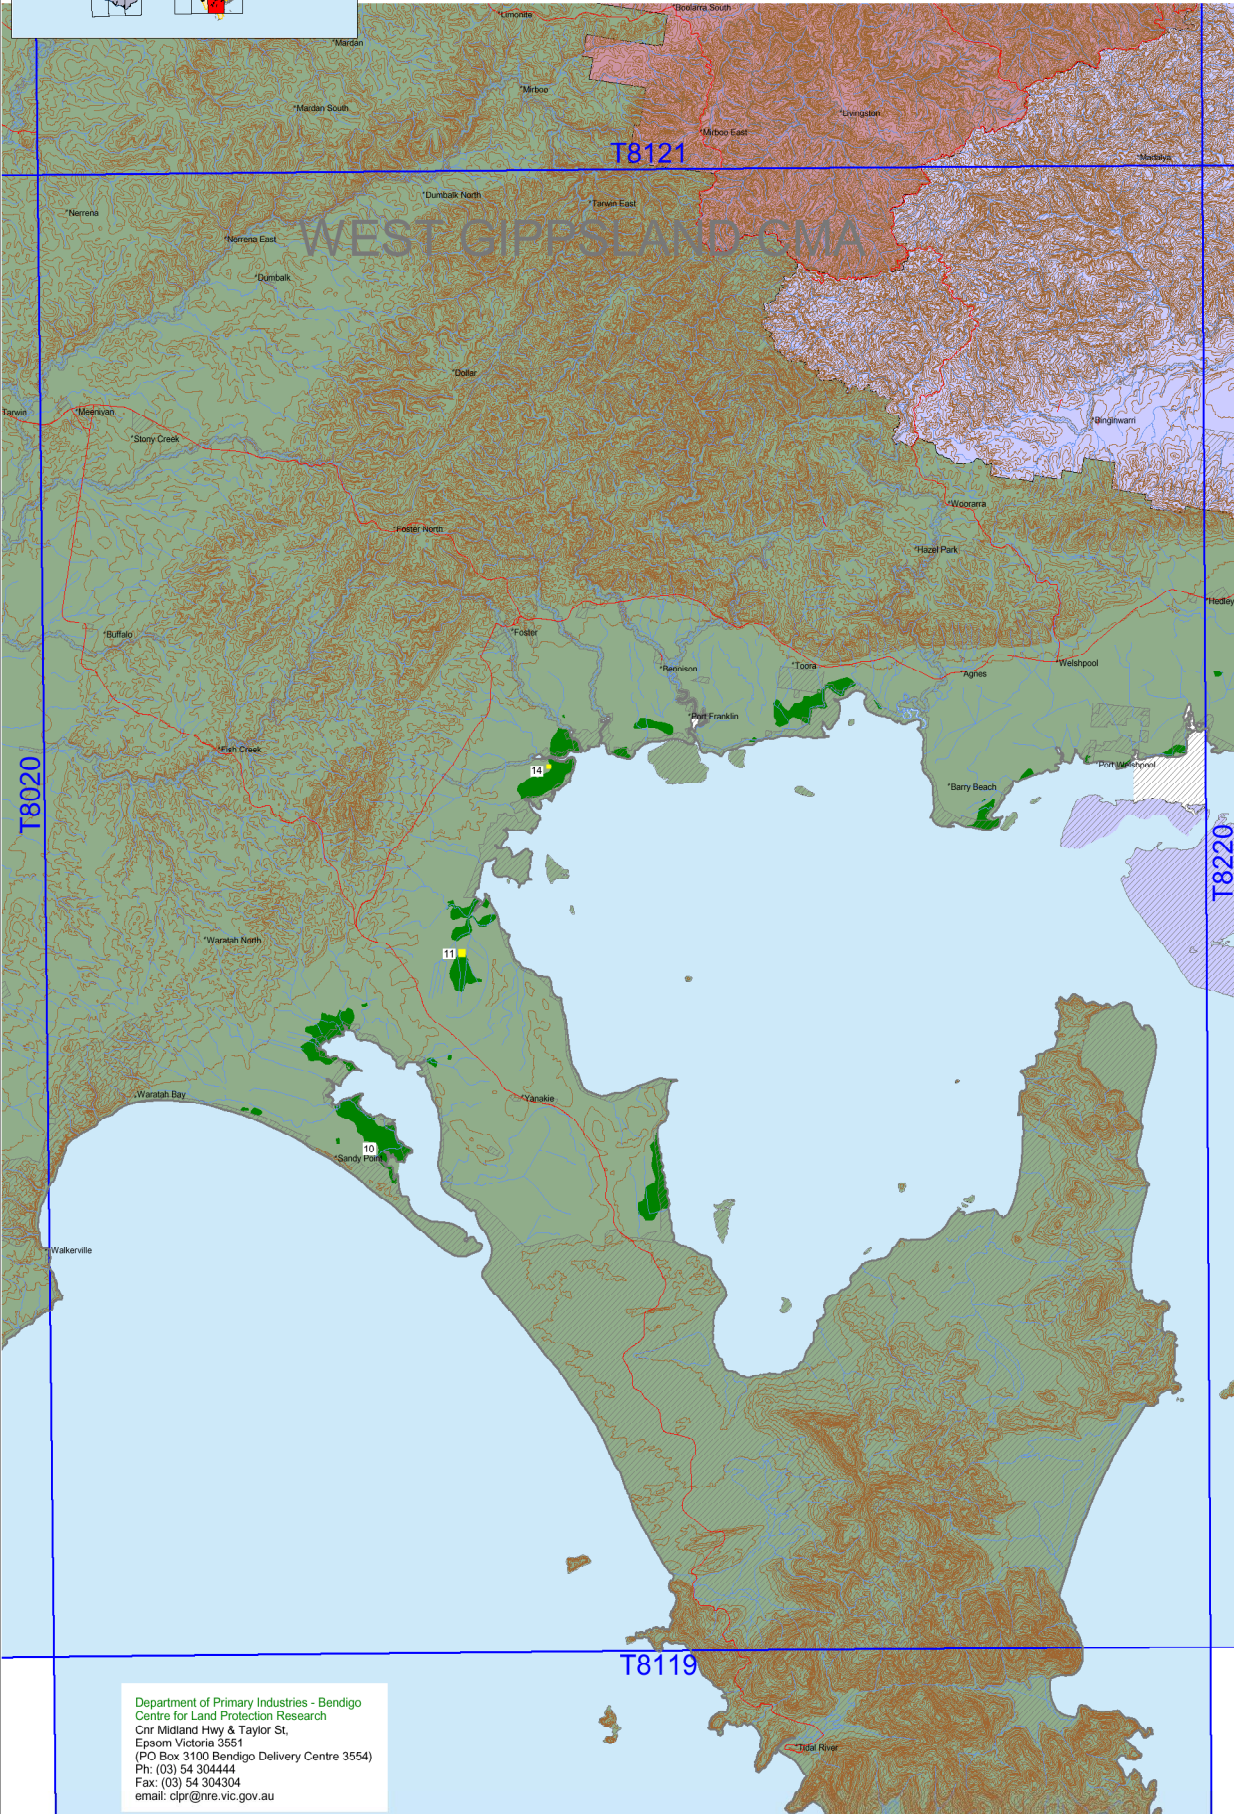 Limonite
Boolarra South
Mardan
Mirboo
Mardan South
Livingston
Mirboo East
T8121
Madalya
Dumbalk North
Tarwin East
Nerrena
WEST GIPPSLAND CMA
Nerrena East
Dumbalk
Dollar
Tarwin
Meeniyan
Stony Creek
Binginwarri
Woorarra
Foster North
Hazel Park
Hedley
Foster
Buffalo
Bennison
Toora
Welshpool
Agnes
Port Franklin
Fish Creek
Port Welshpool
14
Barry Beach
T8020
T8220
Waratah North
11
Waratah Bay
Yanakie
10
Sandy Point
Walkerville
T8119
Department of Primary Industries - Bendigo
Centre for Land Protection Research
Cnr Midland Hwy & Taylor St,
Epsom Victoria 3551
(PO Box 3100 Bendigo Delivery Centre 3554)
Ph: (03) 54 304444
Fax: (03) 54 304304
email: clpr@nre.vic.gov.au
Tidal River